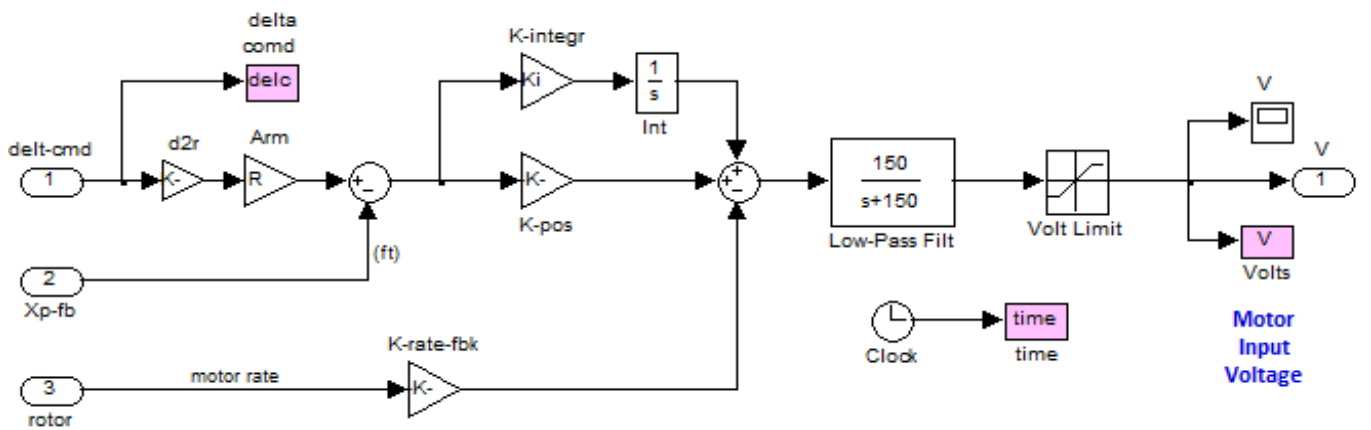 delta
comd
delc
K-integr
Ki
1
s
Int
delt-cmd
1
d2r
K-
Arm
R
+
−
K-
K-pos
+
+
−
150
s+150
Low-Pass Filt
Volt Limit
V
V
1
V
Volts
(ft)
2
Xp-fb
Clock
time
time
Motor
Input
Voltage
K-rate-fbk
K-
motor rate
3
rotor